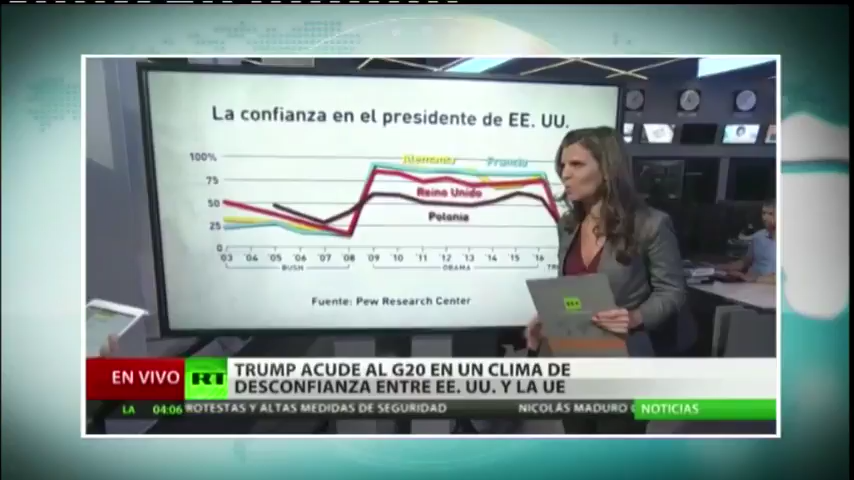 La confianza en el presidente de EE. UU.
100%
Alemania
Francia
75
Reino Unido
50
Polonia
25
0
03 '04 '05 '06 '07 '08 '09 '10 '11 '12 '13 '14 '15 '16
BUSH OBAMA
Fuente: Pew Research Center
EN VIVO
RT
TRUMP ACUDE AL G20 EN UN CLIMA DE
DESCONFIANZA ENTRE EE. UU. Y LA UE
LA 04:06 ROTESTAS Y ALTAS MEDIDAS DE SEGURIDAD NICOLÁS MADURO NOTICIAS